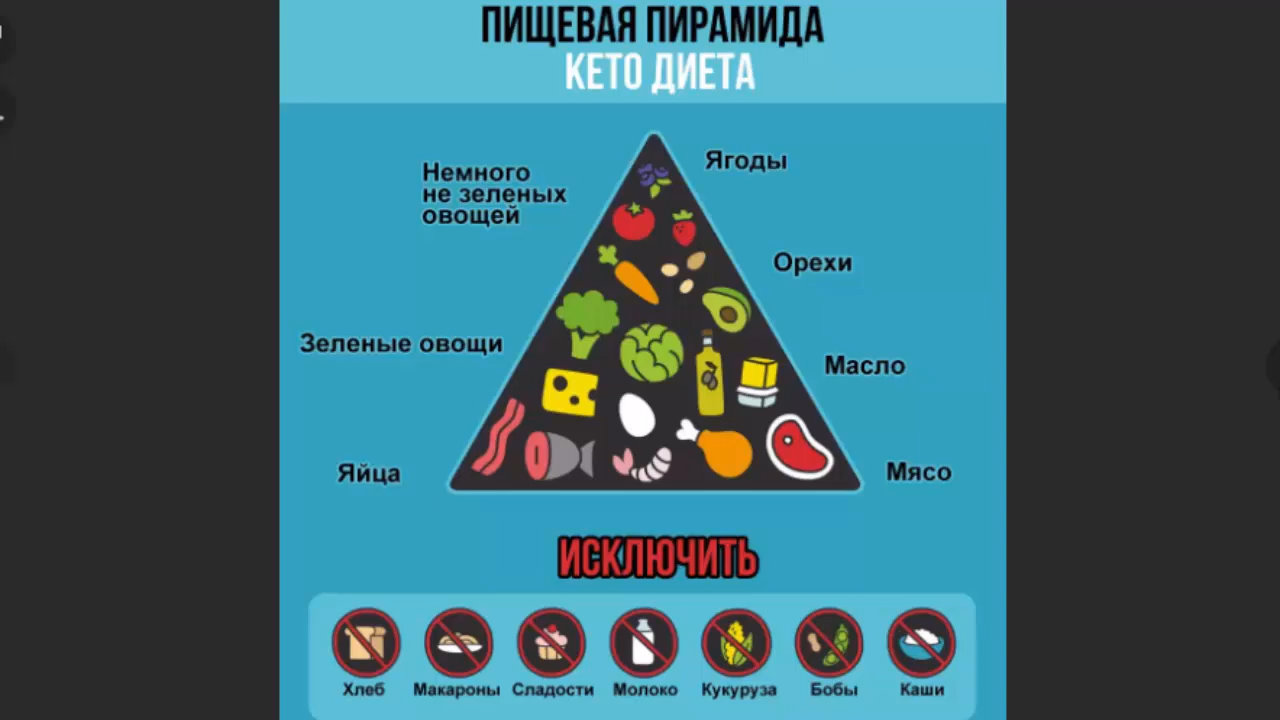 ПИЩЕВАЯ ПИРАМИДА
КЕТО ДИЕТА
Ягоды
Немного
не зеленых
овощей
Орехи
Зеленые овощи
Масло
Яйца
Мясо
ИСКЛЮЧИТЬ
Хлеб
Макароны
Сладости
Молоко
Кукуруза
Бобы
Каши